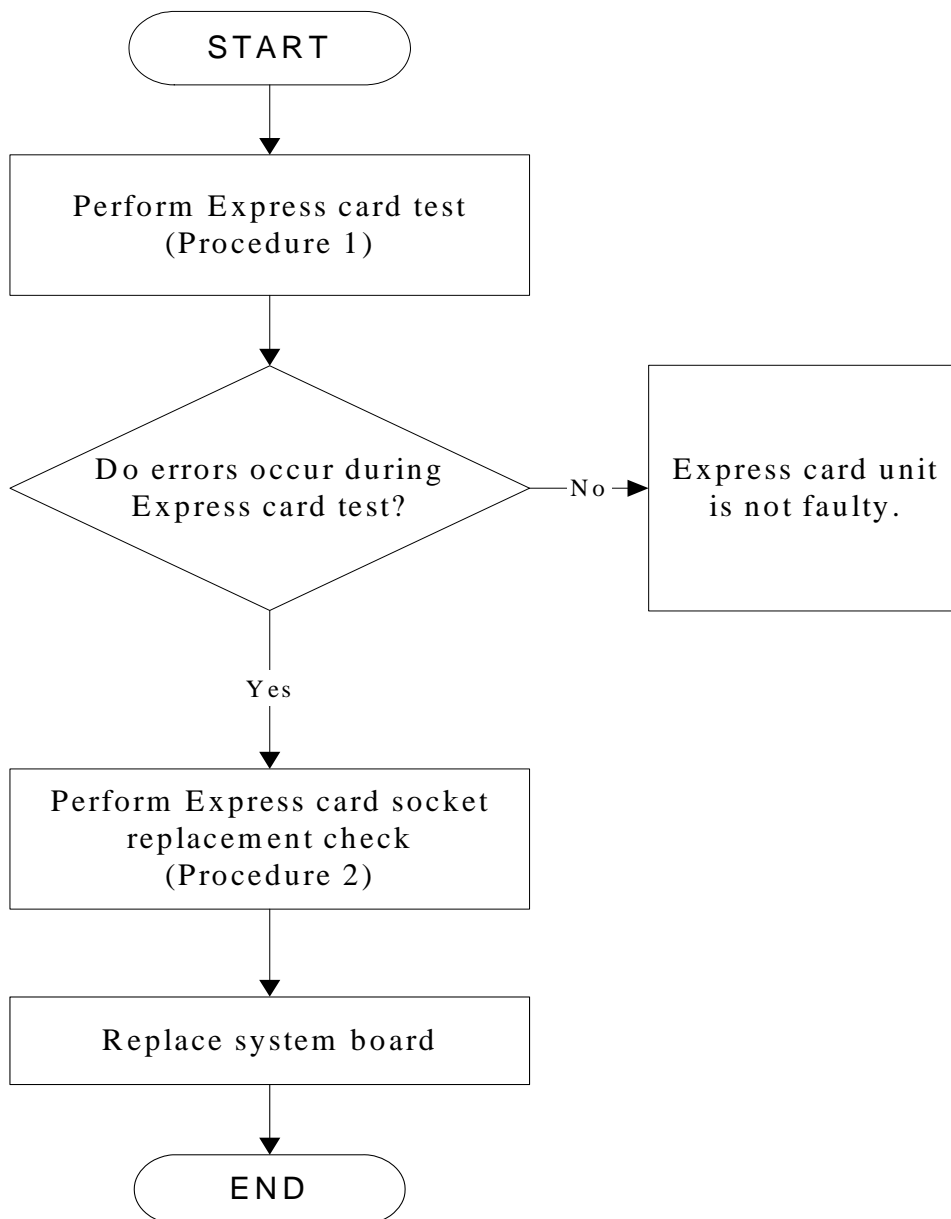 START
Perform Express card test
(Procedure 1)
Do errors occur during
Express card test?
No
Express card unit
is not faulty.
Yes
Perform Express card socket
replacement check
(Procedure 2)
Replace system board
END